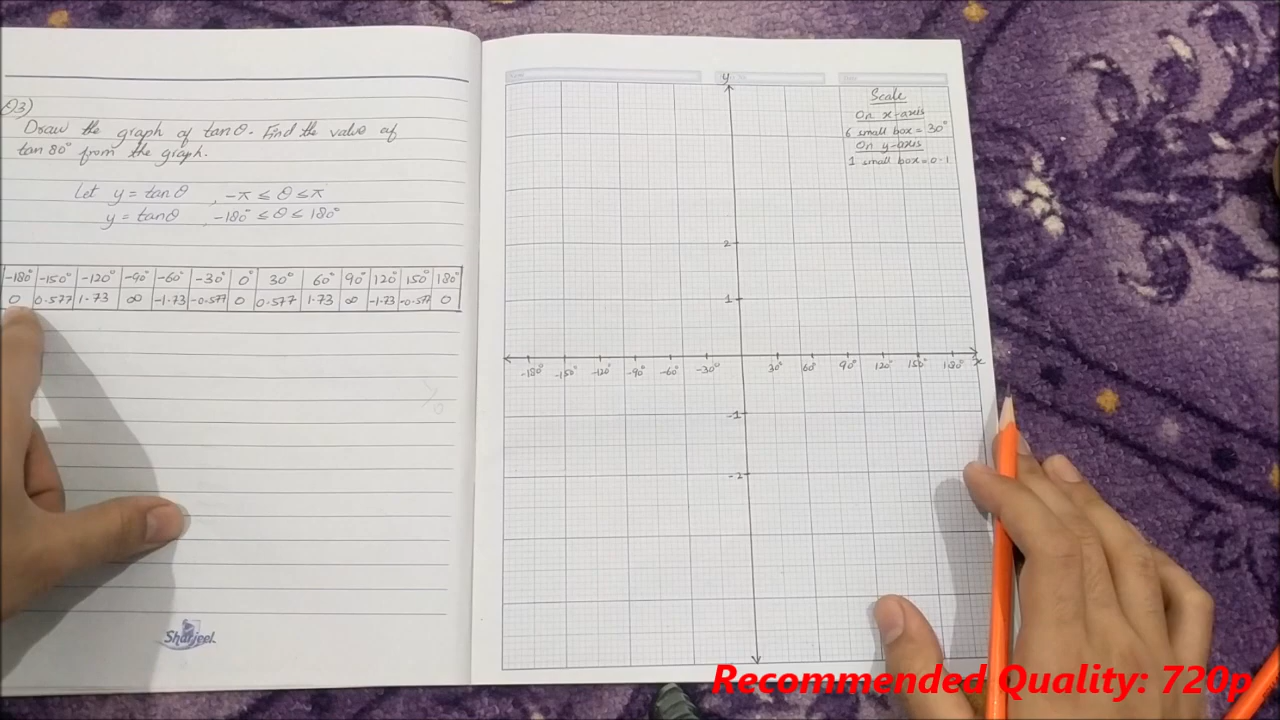 Q3)
Draw the graph of tanθ. Find the value of
tan 80° from the graph.
Let y = tanθ , -π ≤ θ ≤ π
y = tanθ , -180° ≤ θ ≤ 180°
-180° -150° -120° -90° -60° -30° 0° 30° 60° 90° 120° 150° 180°
0 0.577 1.73 ∞ -1.73 -0.577 0 0.577 1.73 ∞ -1.73 -0.577 0
Sharjeel
y
Scale
On x-axis
6 small box = 30°
On y-axis
1 small box = 0.1
2
1
x
-180° -150° -120° -90° -60° -30° 30° 60° 90° 120° 150° 180°
-1
-2
Recommended Quality: 720p